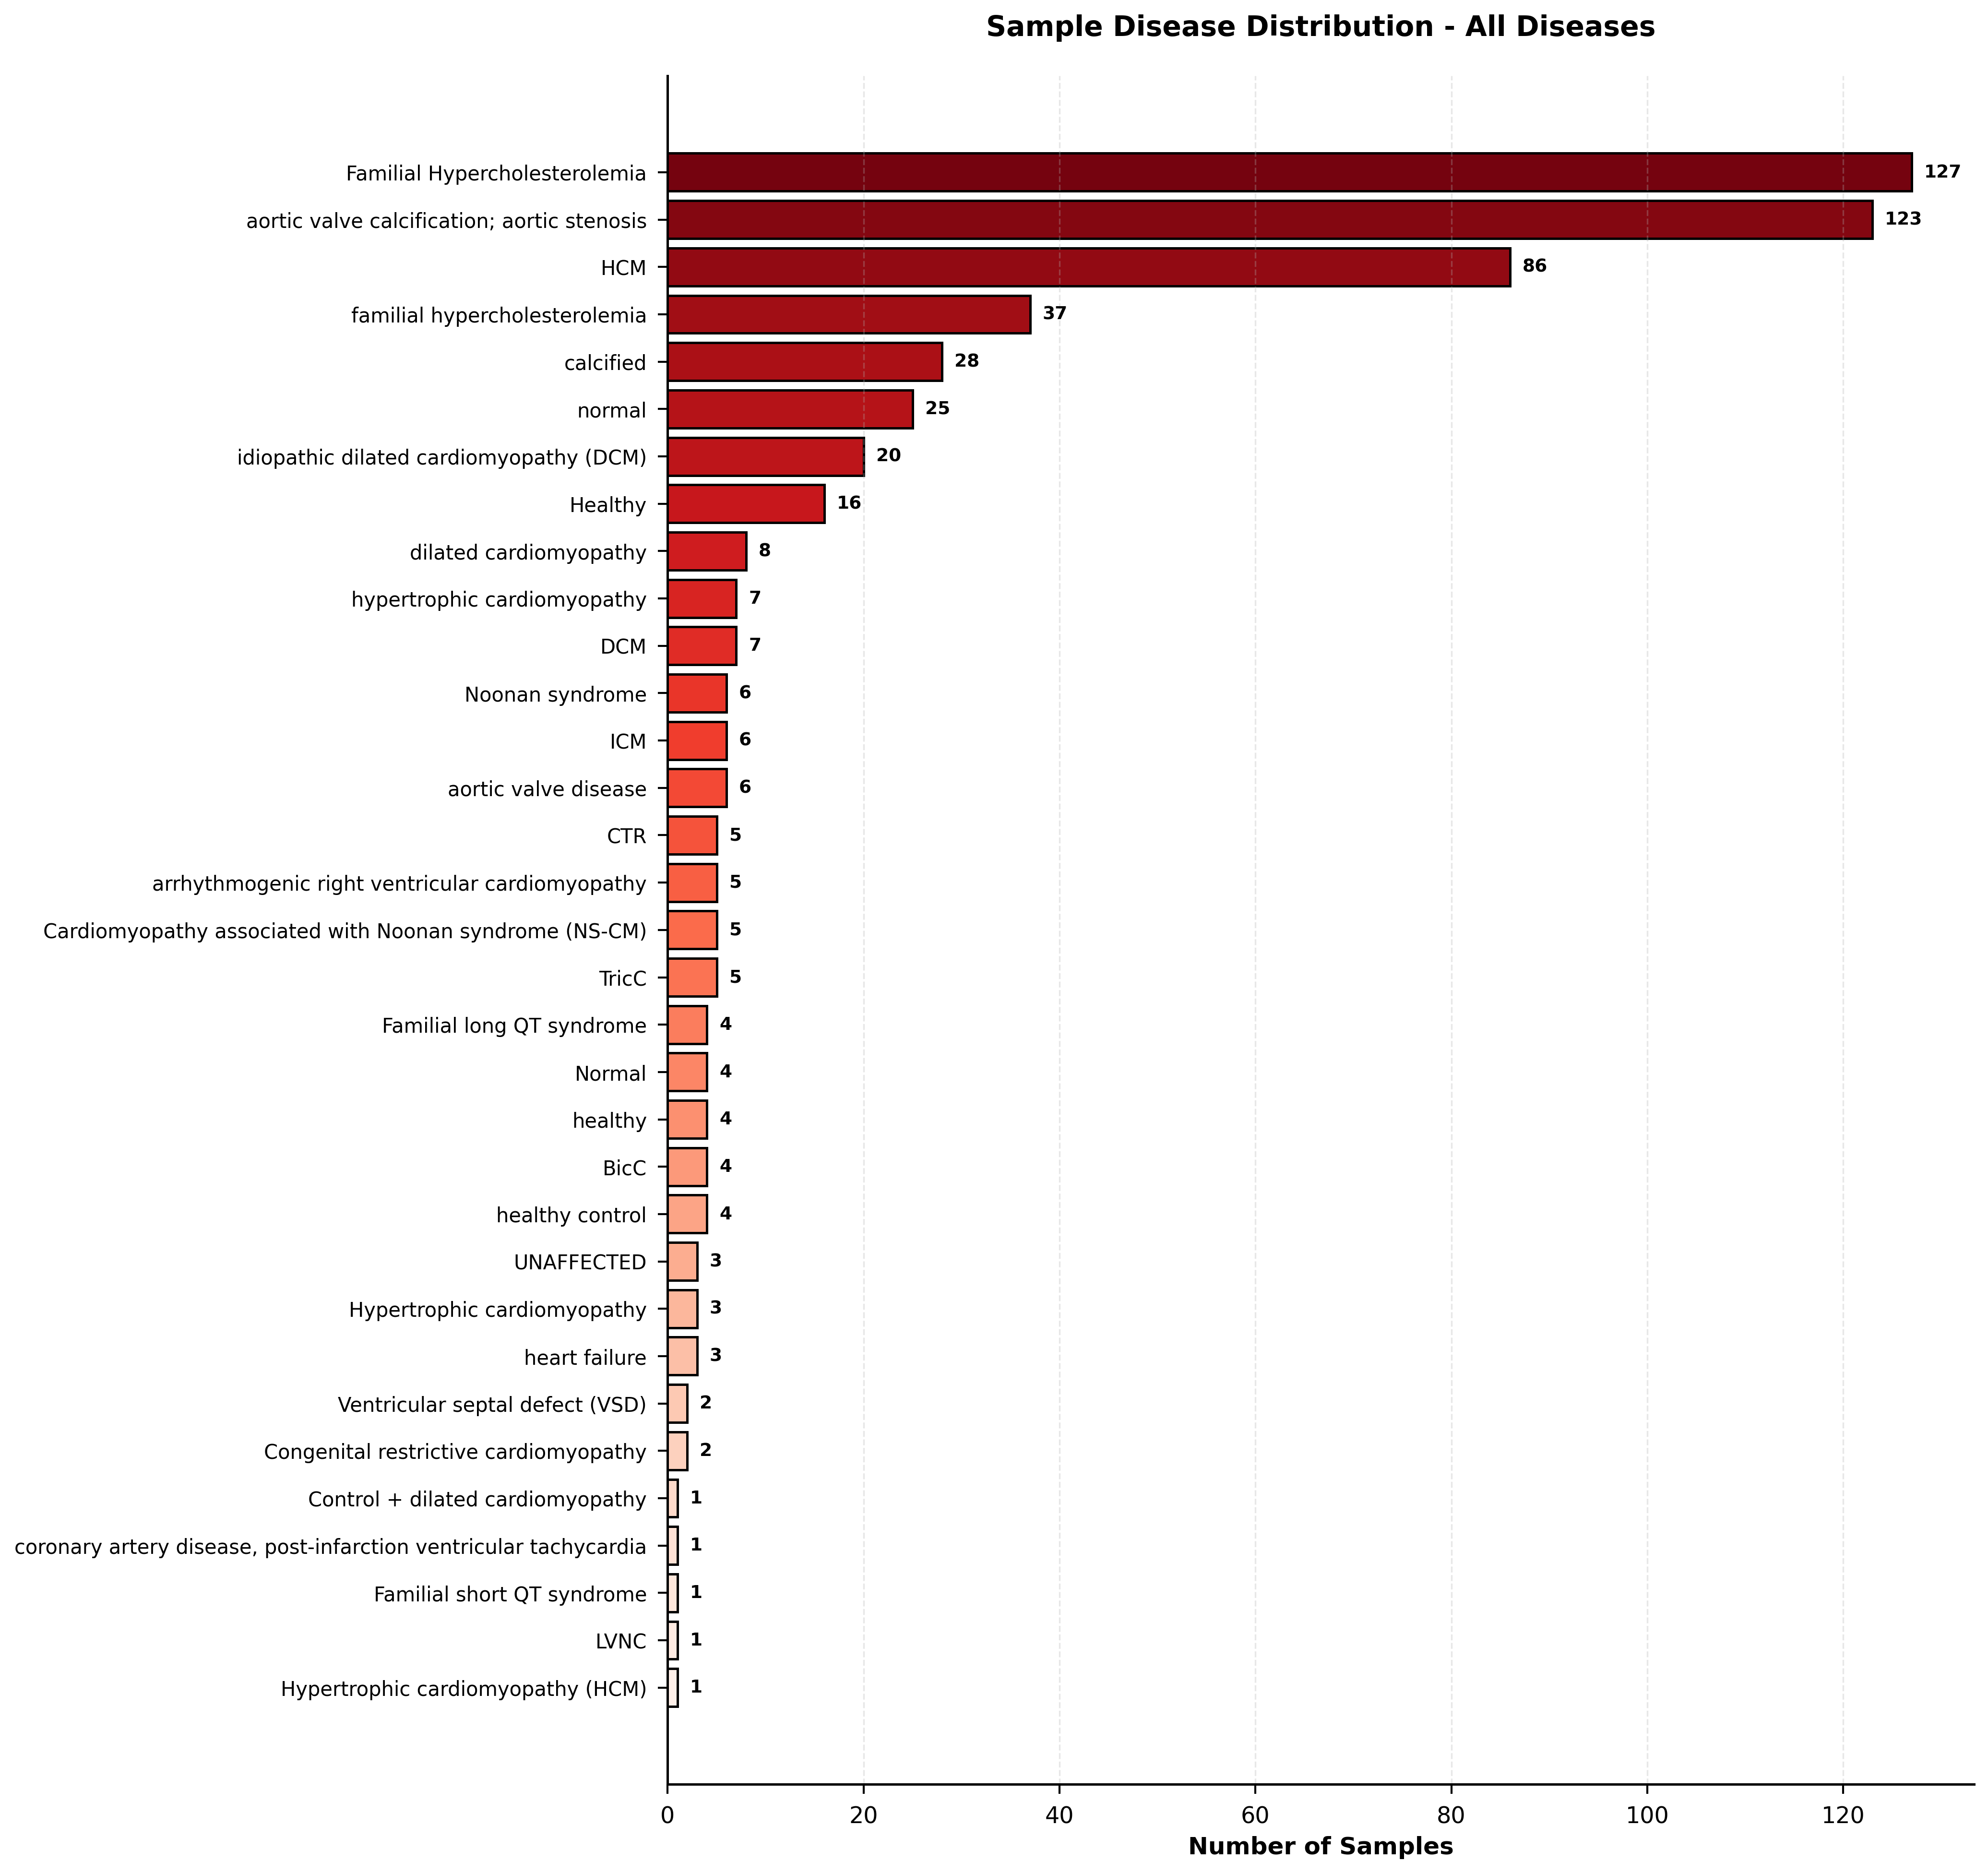 Sample Disease Distribution - All Diseases
Familial Hypercholesterolemia 127
aortic valve calcification; aortic stenosis 123
HCM 86
familial hypercholesterolemia 37
calcified 28
normal 25
idiopathic dilated cardiomyopathy (DCM) 20
Healthy 16
dilated cardiomyopathy 8
hypertrophic cardiomyopathy 7
DCM 7
Noonan syndrome 6
ICM 6
aortic valve disease 6
CTR 5
arrhythmogenic right ventricular cardiomyopathy 5
Cardiomyopathy associated with Noonan syndrome (NS-CM) 5
TricC 5
Familial long QT syndrome 4
Normal 4
healthy 4
BicC 4
healthy control 4
UNAFFECTED 3
Hypertrophic cardiomyopathy 3
heart failure 3
Ventricular septal defect (VSD) 2
Congenital restrictive cardiomyopathy 2
Control + dilated cardiomyopathy 1
coronary artery disease, post-infarction ventricular tachycardia 1
Familial short QT syndrome 1
LVNC 1
Hypertrophic cardiomyopathy (HCM) 1
0 20 40 60 80 100 120
Number of Samples